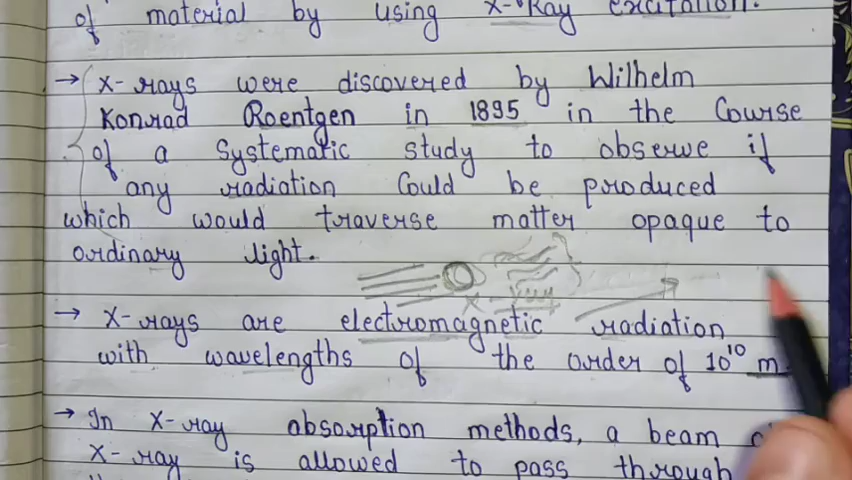 of material by using X-Ray excitation.
→ X-rays were discovered by Wilhelm
Konrad Roentgen in 1895 in the Course
of a Systematic study to observe if
any radiation Could be produced
which would traverse matter opaque to
ordinary light.
→ X-rays are electromagnetic radiation
with wavelengths of the order of 10¹⁰ m
→ In X-ray absorption methods, a beam
X-ray is allowed to pass through